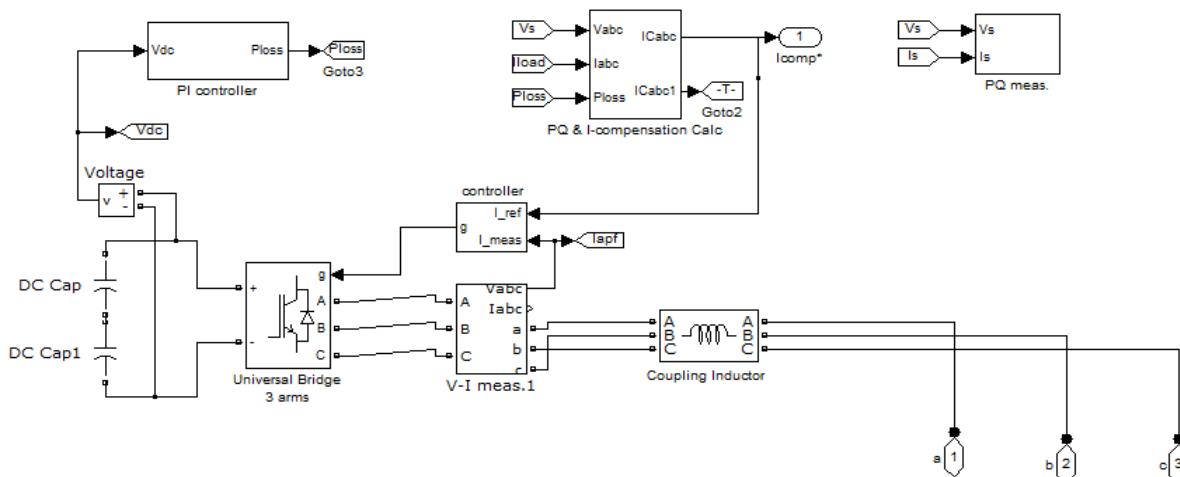 Vdc
Ploss
PI controller
Ploss
Goto3
Vdc
Voltage
v
+
-
DC Cap
DC Cap1
+
-
g
A
B
C
Universal Bridge
3 arms
controller
I_ref
g
I_meas
Iapf
Vabc
Iabc
A
B
C
a
b
c
V-I meas.1
A
B
C
A
B
C
Coupling Inductor
Vs
Iload
Ploss
Vabc
Iabc
Ploss
ICabc
ICabc1
PQ & I-compensation Calc
1
Icomp*
-T-
Goto2
Vs
Is
Vs
Is
PQ meas.
a
1
b
2
c
3